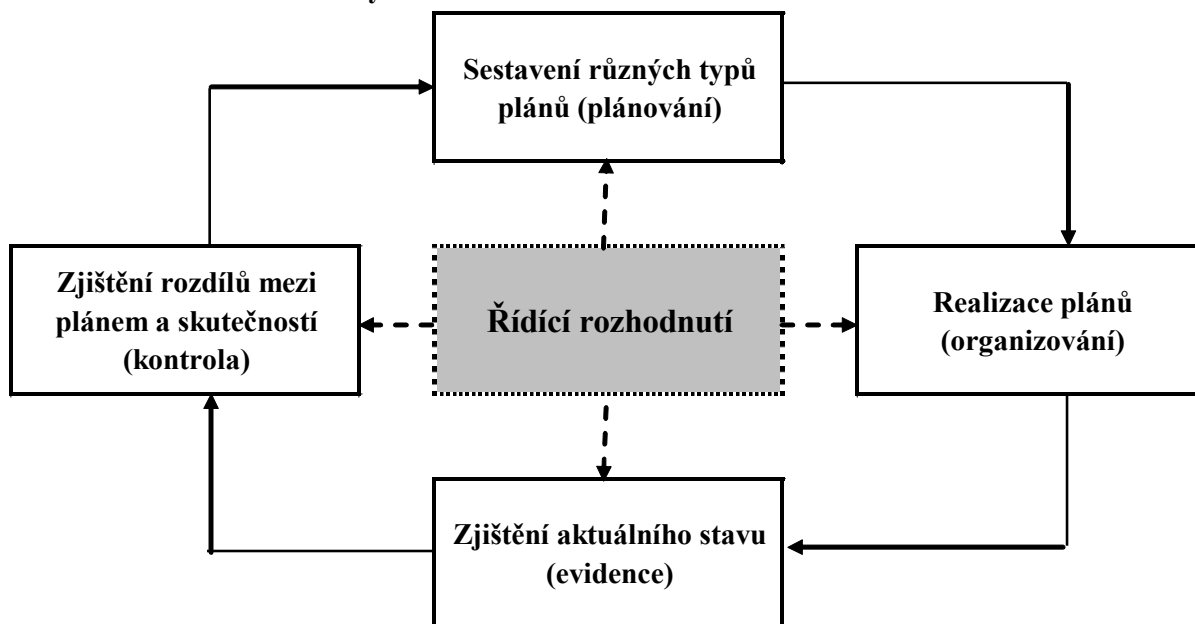 Sestavení různých typů
plánů (plánování)
Zjištění rozdílů mezi
plánem a skutečností
(kontrola)
Řídící rozhodnutí
Realizace plánů
(organizování)
Zjištění aktuálního stavu
(evidence)